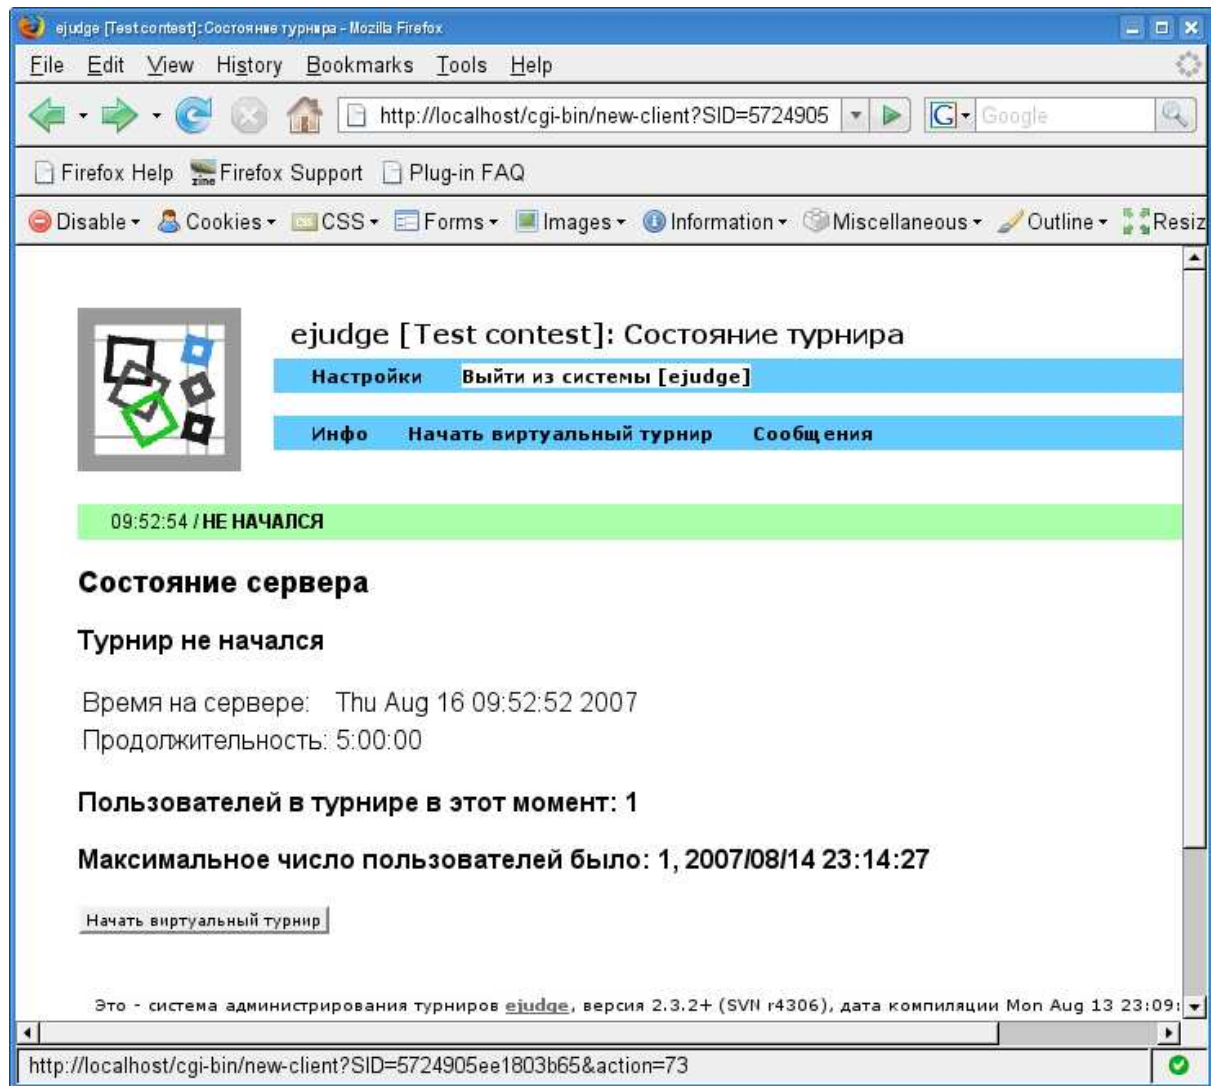 ejudge [Test contest]: Состояние турнира - Mozilla Firefox
File Edit View History Bookmarks Tools Help
http://localhost/cgi-bin/new-client?SID=5724905 G Google
Firefox Help zine Firefox Support Plug-in FAQ
Disable Cookies CSS Forms Images Information Miscellaneous Outline Resiz
ejudge [Test contest]: Состояние турнира
Настройки Выйти из системы [ejudge]
Инфо Начать виртуальный турнир Сообщения
09:52:54 / НЕ НАЧАЛСЯ
Состояние сервера
Турнир не начался
Время на сервере: Thu Aug 16 09:52:52 2007
Продолжительность: 5:00:00
Пользователей в турнире в этот момент: 1
Максимальное число пользователей было: 1, 2007/08/14 23:14:27
Начать виртуальный турнир
Это - система администрирования турниров ejudge, версия 2.3.2+ (SVN r4306), дата компиляции Mon Aug 13 23:09:
http://localhost/cgi-bin/new-client?SID=5724905ee1803b65&action=73